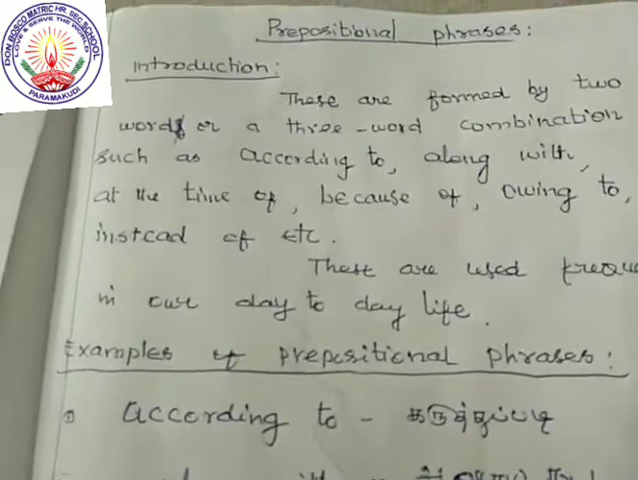 DON BOSCO MATRIC HR. SEC. SCHOOL
LOVE & SERVE THE WORLD
PARAMAKUDI
Prepositional phrases:
Introduction:
These are formed by two
word or a three-word combination
such as according to, along with,
at the time of, because of, owing to,
instead of etc.
These are used
in our day to day life.
Examples of prepositional phrases:
1) according to - கருத்துப்படி